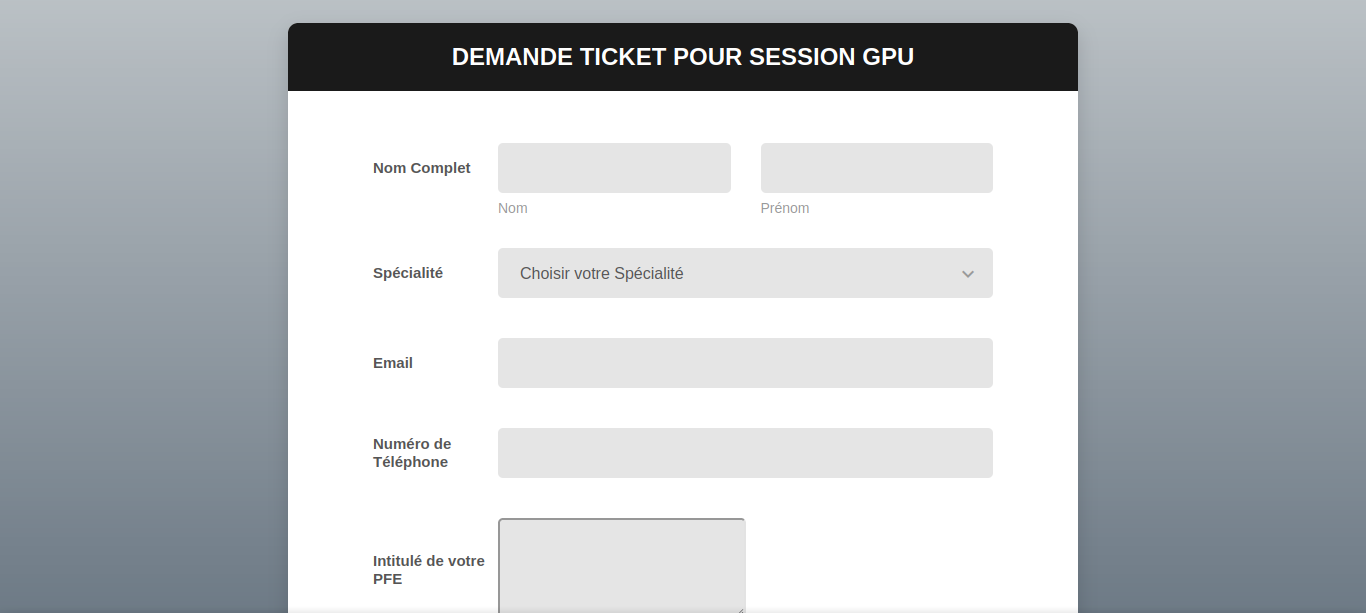 DEMANDE TICKET POUR SESSION GPU
Nom Complet
Nom
Prénom
Spécialité
Choisir votre Spécialité
Email
Numéro de
Téléphone
Intitulé de votre
PFE